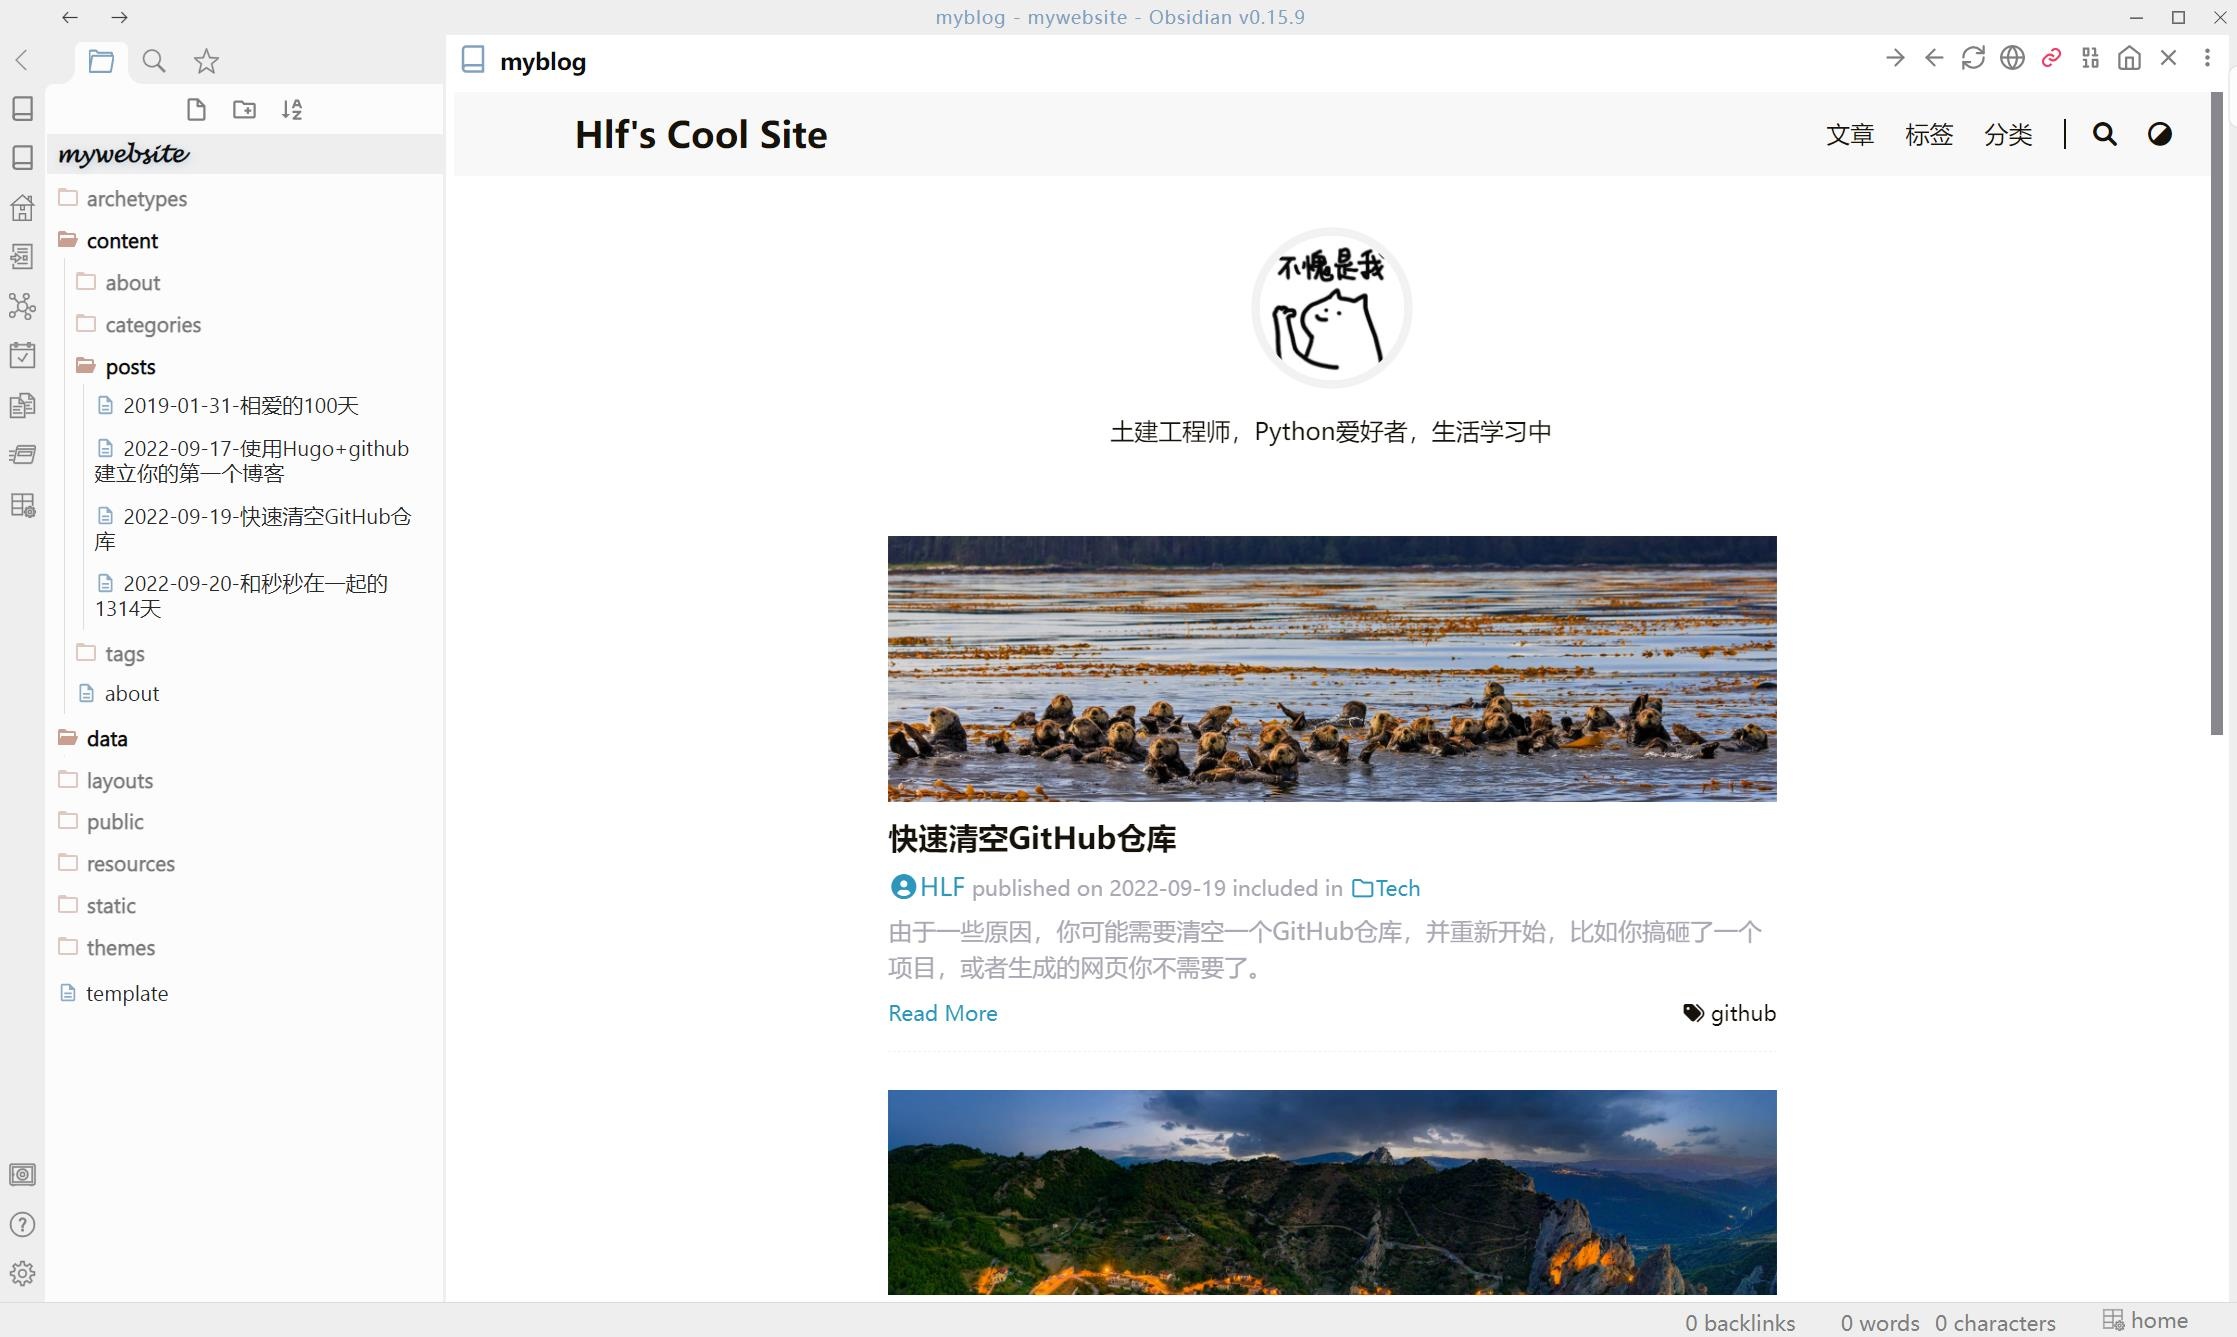 myblog - mywebsite - Obsidian v0.15.9
myblog
mywebsite
archetypes
content
about
categories
posts
2019-01-31-相爱的100天
2022-09-17-使用Hugo+github
建立你的第一个博客
2022-09-19-快速清空GitHub仓
库
2022-09-20-和秒秒在一起的
1314天
tags
about
data
layouts
public
resources
static
themes
template
Hlf's Cool Site
文章 标签 分类
不愧是我
土建工程师，Python爱好者，生活学习中
快速清空GitHub仓库
HLF published on 2022-09-19 included in Tech
由于一些原因，你可能需要清空一个GitHub仓库，并重新开始，比如你搞砸了一个
项目，或者生成的网页你不需要了。
Read More github
0 backlinks 0 words 0 characters home